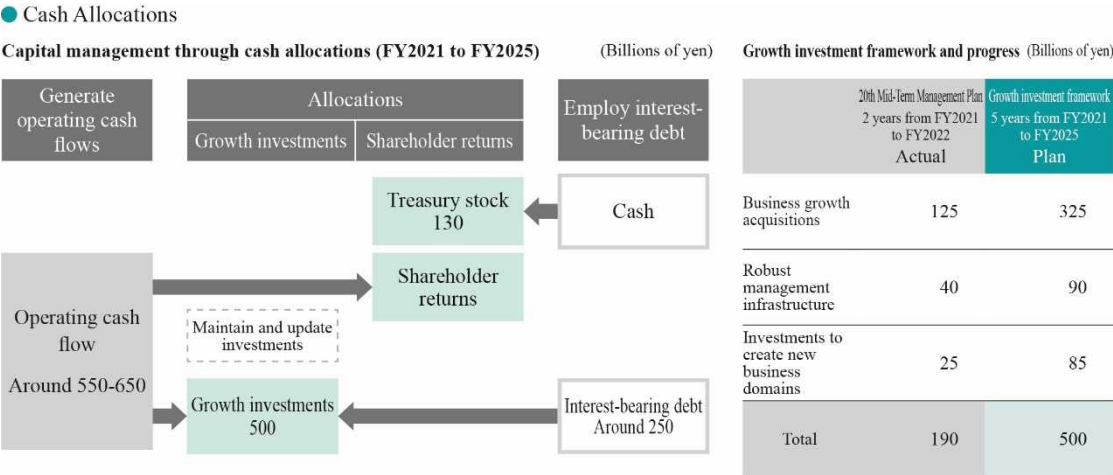 Cash Allocations
Capital management through cash allocations (FY2021 to FY2025)
(Billions of yen)
Generate
operating cash
flows
Allocations
Growth investments
Shareholder returns
Employ interest-
bearing debt
Treasury stock
130
Cash
Shareholder
returns
Operating cash
flow
Around 550-650
Maintain and update
investments
Growth investments
500
Interest-bearing debt
Around 250
Growth investment framework and progress (Billions of yen)
20th Mid-Term Management Plan
2 years from FY2021
to FY2022
Actual
Growth investment framework
5 years from FY2021
to FY2025
Plan
Business growth
acquisitions
125
325
Robust
management
infrastructure
40
90
Investments to
create new
business
domains
25
85
Total
190
500